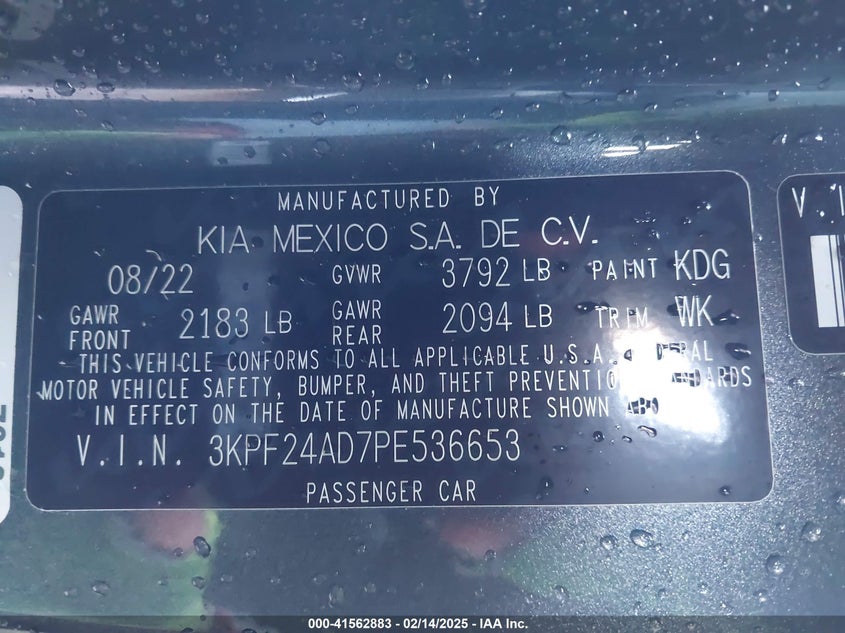 MANUFACTURED BY
KIA MEXICO S.A. DE C.V.
08/22 GVWR 3792 LB PAINT KDG
GAWR FRONT 2183 LB GAWR REAR 2094 LB TRIM WK
THIS VEHICLE CONFORMS TO ALL APPLICABLE U.S.A.
MOTOR VEHICLE SAFETY, BUMPER, AND THEFT PREVENTION STANDARDS
IN EFFECT ON THE DATE OF MANUFACTURE SHOWN
V.I.N. 3KPF24AD7PE536653
PASSENGER CAR
V.I
000-41562883 - 02/14/2025 - IAA Inc.